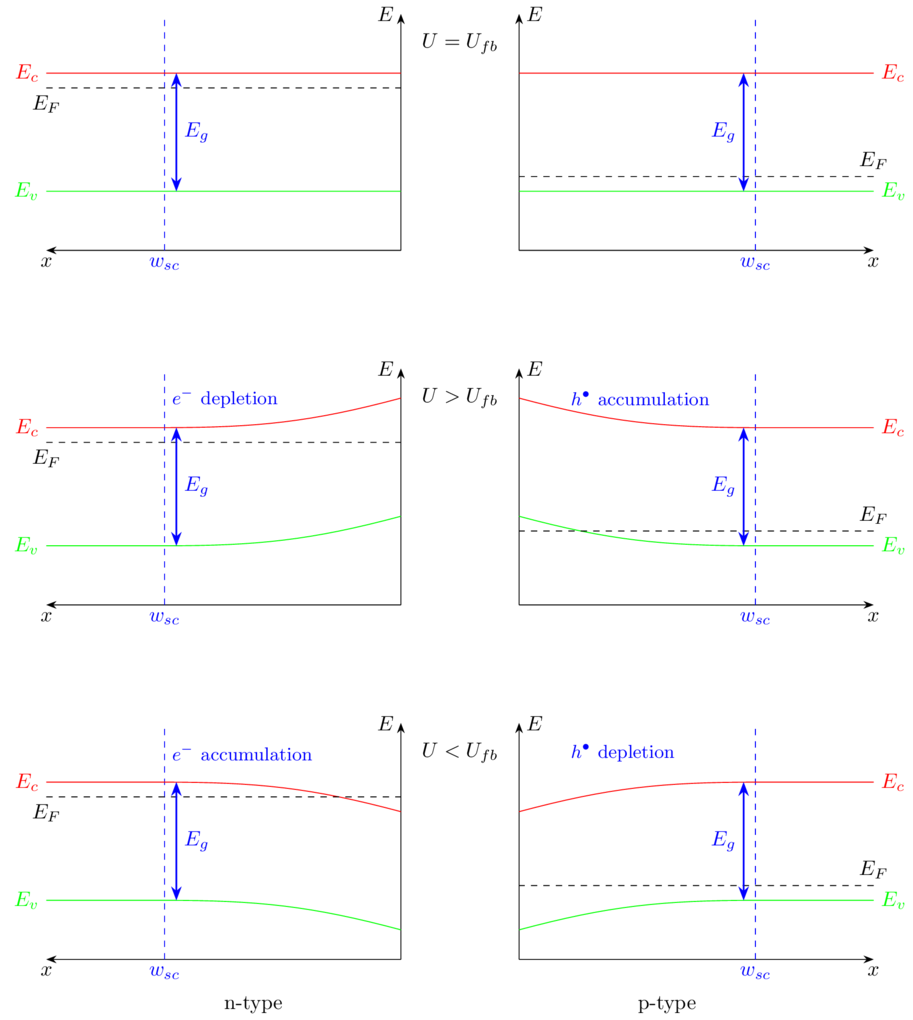 E
U = U_{fb}
E_c
E_c
E_F
E_g
E_g
E_F
E_v
E_v
x
w_{sc}
w_{sc}
x
E
E
e^- depletion
U > U_{fb}
h^• accumulation
E_c
E_c
E_F
E_g
E_g
E_F
E_v
E_v
x
w_{sc}
w_{sc}
x
E
E
e^- accumulation
U < U_{fb}
h^• depletion
E_c
E_c
E_F
E_g
E_g
E_F
E_v
E_v
x
w_{sc}
w_{sc}
x
n-type
p-type